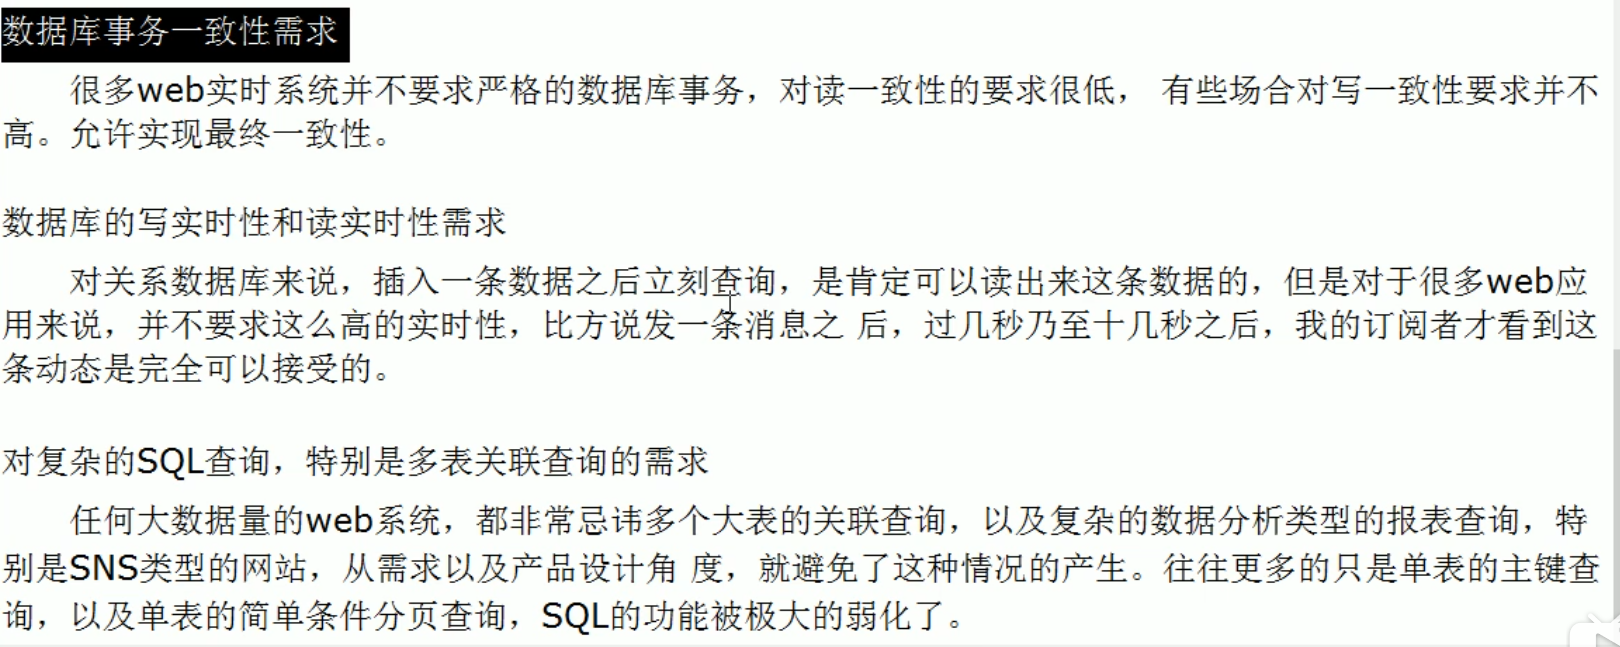 数据库事务一致性需求
很多web实时系统并不要求严格的数据库事务，对读一致性的要求很低， 有些场合对写一致性要求并不
高。允许实现最终一致性。
数据库的写实时性和读实时性需求
对关系数据库来说，插入一条数据之后立刻查询，是肯定可以读出来这条数据的，但是对于很多web应
用来说，并不要求这么高的实时性，比方说发一条消息之 后，过几秒乃至十几秒之后，我的订阅者才看到这
条动态是完全可以接受的。
对复杂的SQL查询，特别是多表关联查询的需求
任何大数据量的web系统，都非常忌讳多个大表的关联查询，以及复杂的数据分析类型的报表查询，特
别是SNS类型的网站，从需求以及产品设计角 度，就避免了这种情况的产生。往往更多的只是单表的主键查
询，以及单表的简单条件分页查询，SQL的功能被极大的弱化了。